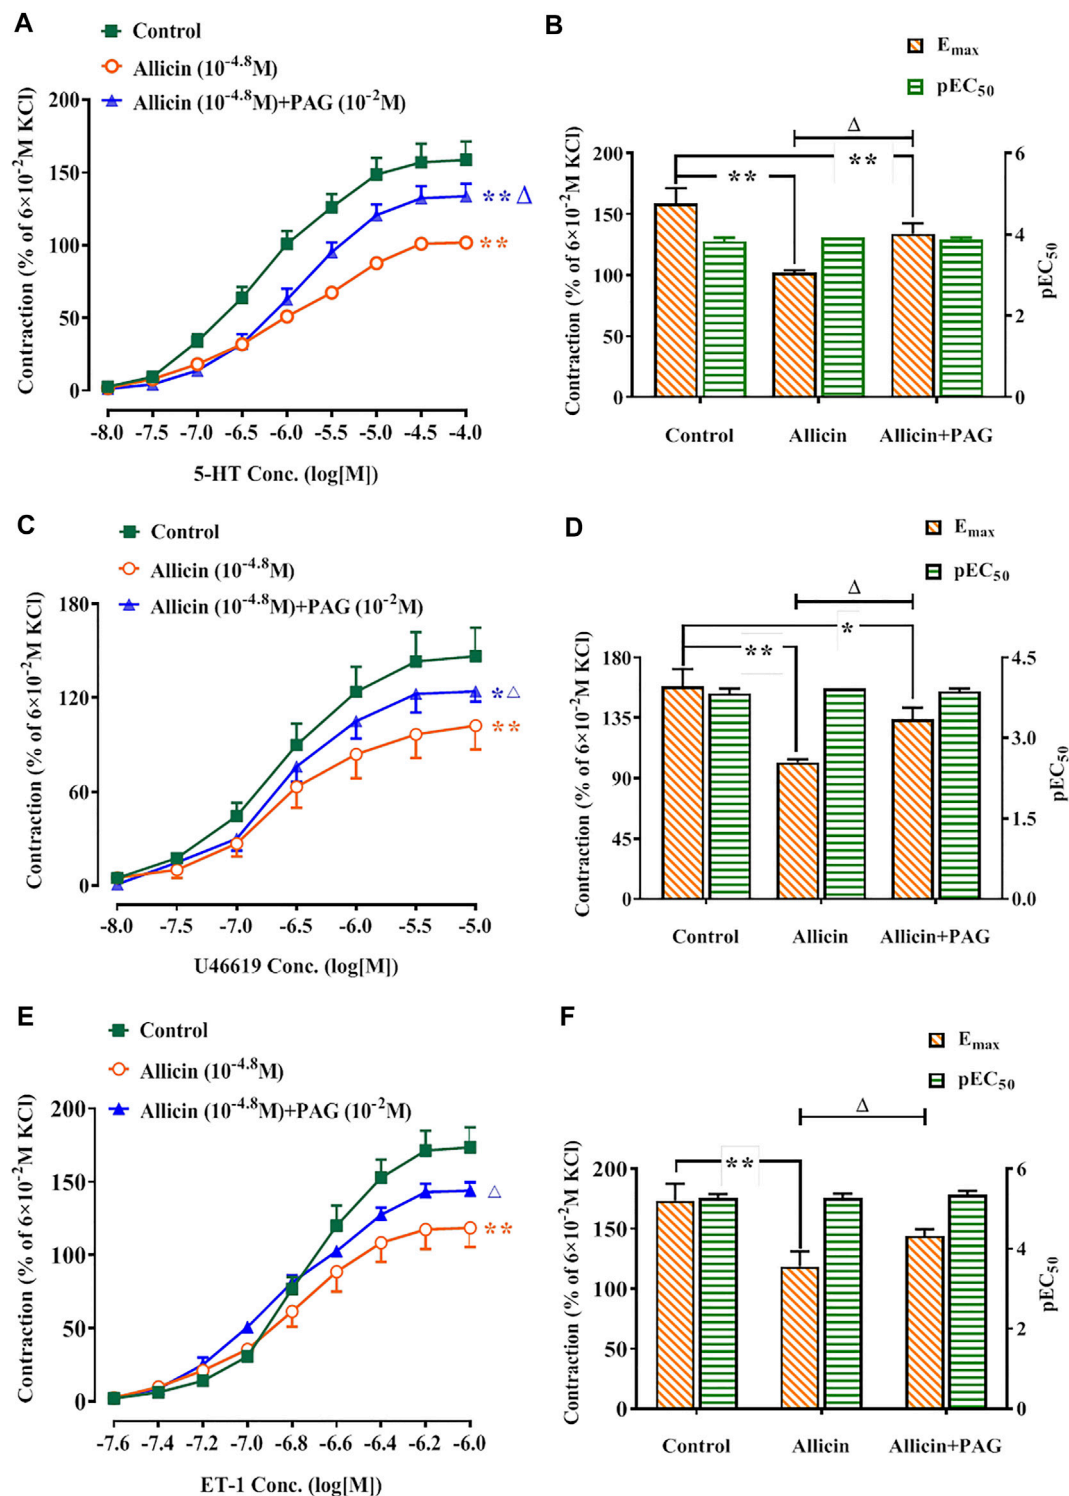 A
Control
Allicin (10⁻⁴·⁸M)
Allicin (10⁻⁴·⁸M)+PAG (10⁻²M)
Contraction (% of 6×10⁻²M KCl)
200
150
100
50
0
**Δ
**
-8.0 -7.5 -7.0 -6.5 -6.0 -5.5 -5.0 -4.5 -4.0
5-HT Conc. (log[M])
B
Emax
pEC50
Δ
**
**
Contraction (% of 6×10⁻²M KCl)
200
150
100
50
0
6
4
2
0
pEC50
Control Allicin Allicin+PAG
C
Control
Allicin (10⁻⁴·⁸M)
Allicin (10⁻⁴·⁸M)+PAG (10⁻²M)
Contraction (% of 6×10⁻²M KCl)
180
120
60
0
*Δ
**
-8.0 -7.5 -7.0 -6.5 -6.0 -5.5 -5.0
U46619 Conc. (log[M])
D
Emax
pEC50
Δ
*
**
Contraction (% of 6×10⁻²M KCl)
180
135
90
45
0
4.5
3.0
1.5
0.0
pEC50
Control Allicin Allicin+PAG
E
Control
Allicin (10⁻⁴·⁸M)
Allicin (10⁻⁴·⁸M)+PAG (10⁻²M)
Contraction (% of 6×10⁻²M KCl)
200
150
100
50
0
Δ
**
-7.6 -7.4 -7.2 -7.0 -6.8 -6.6 -6.4 -6.2 -6.0
ET-1 Conc. (log[M])
F
Emax
pEC50
Δ
**
Contraction (% of 6×10⁻²M KCl)
200
150
100
50
0
6
4
2
0
pEC50
Control Allicin Allicin+PAG